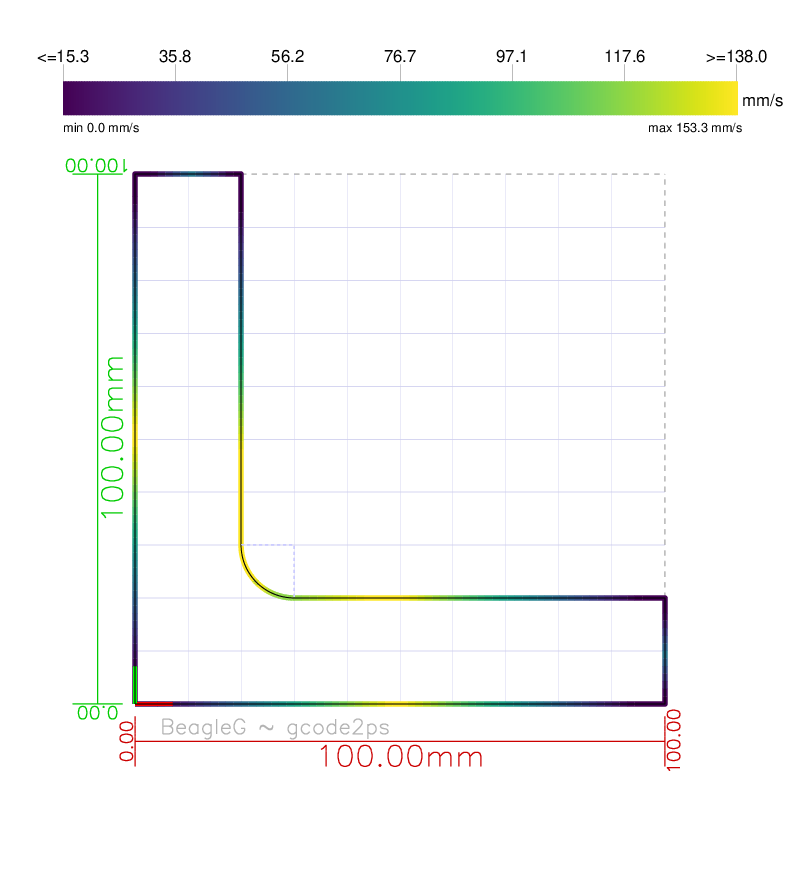 <=15.3 35.8 56.2 76.7 97.1 117.6 >=138.0
mm/s
min 0.0 mm/s max 153.3 mm/s
100.00
100.00mm
0.00
BeagleG ~ gcode2ps
0.00 100.00mm 100.00